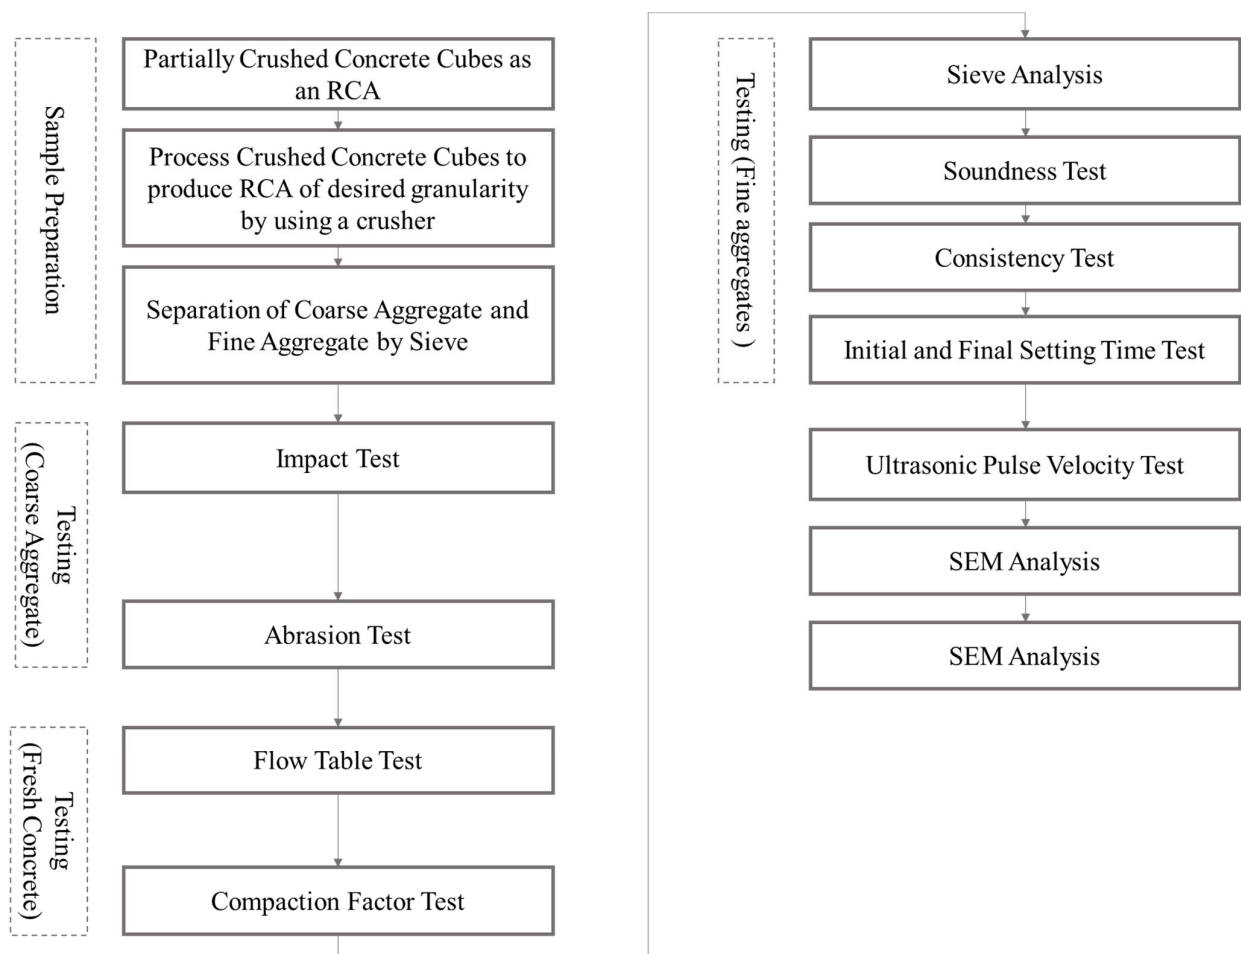 Sample Preparation
Partially Crushed Concrete Cubes as
an RCA
Process Crushed Concrete Cubes to
produce RCA of desired granularity
by using a crusher
Separation of Coarse Aggregate and
Fine Aggregate by Sieve
Testing
(Coarse Aggregate)
Impact Test
Abrasion Test
Testing
(Fresh Concrete)
Flow Table Test
Compaction Factor Test
Testing (Fine aggregates )
Sieve Analysis
Soundness Test
Consistency Test
Initial and Final Setting Time Test
Ultrasonic Pulse Velocity Test
SEM Analysis
SEM Analysis